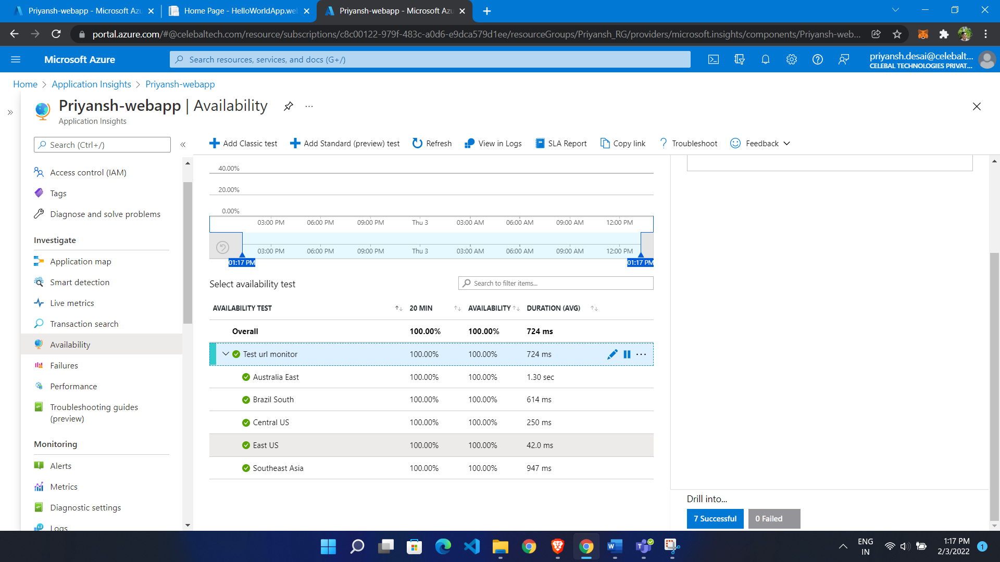 Priyansh-webapp - Microsoft Azu
Home Page - HelloWorldApp.wel
Priyansh-webapp - Microsoft Azu
portal.azure.com/#@celebaltech.com/resource/subscriptions/c8c00122-979f-483c-a0d6-e9dca579d1ee/resourceGroups/Priyansh_RG/providers/microsoft.insights/components/Priyansh-web...
Microsoft Azure
Search resources, services, and docs (G+/)
priyansh.desai@celebalt...
CELEBAL TECHNOLOGIES PRIVAT...
Home > Application Insights > Priyansh-webapp
Priyansh-webapp | Availability
Application Insights
Search (Ctrl+/)
Access control (IAM)
Tags
Diagnose and solve problems
Investigate
Application map
Smart detection
Live metrics
Transaction search
Availability
Failures
Performance
Troubleshooting guides
(preview)
Monitoring
Alerts
Metrics
Diagnostic settings
Logs
Add Classic test
Add Standard (preview) test
Refresh
View in Logs
SLA Report
Copy link
Troubleshoot
Feedback
40.00%
20.00%
0.00%
03:00 PM 06:00 PM 09:00 PM Thu 3 03:00 AM 06:00 AM 09:00 AM 12:00 PM
03:00 PM 06:00 PM 09:00 PM Thu 3 03:00 AM 06:00 AM 09:00 AM 12:00 PM
01:17 PM 01:17 PM
Select availability test
Search to filter items...
AVAILABILITY TEST 20 MIN AVAILABILITY DURATION (AVG)
Overall 100.00% 100.00% 724 ms
Test url monitor 100.00% 100.00% 724 ms
Australia East 100.00% 100.00% 1.30 sec
Brazil South 100.00% 100.00% 614 ms
Central US 100.00% 100.00% 250 ms
East US 100.00% 100.00% 42.0 ms
Southeast Asia 100.00% 100.00% 947 ms
Drill into...
7 Successful
0 Failed
ENG
IN
1:17 PM
2/3/2022
1